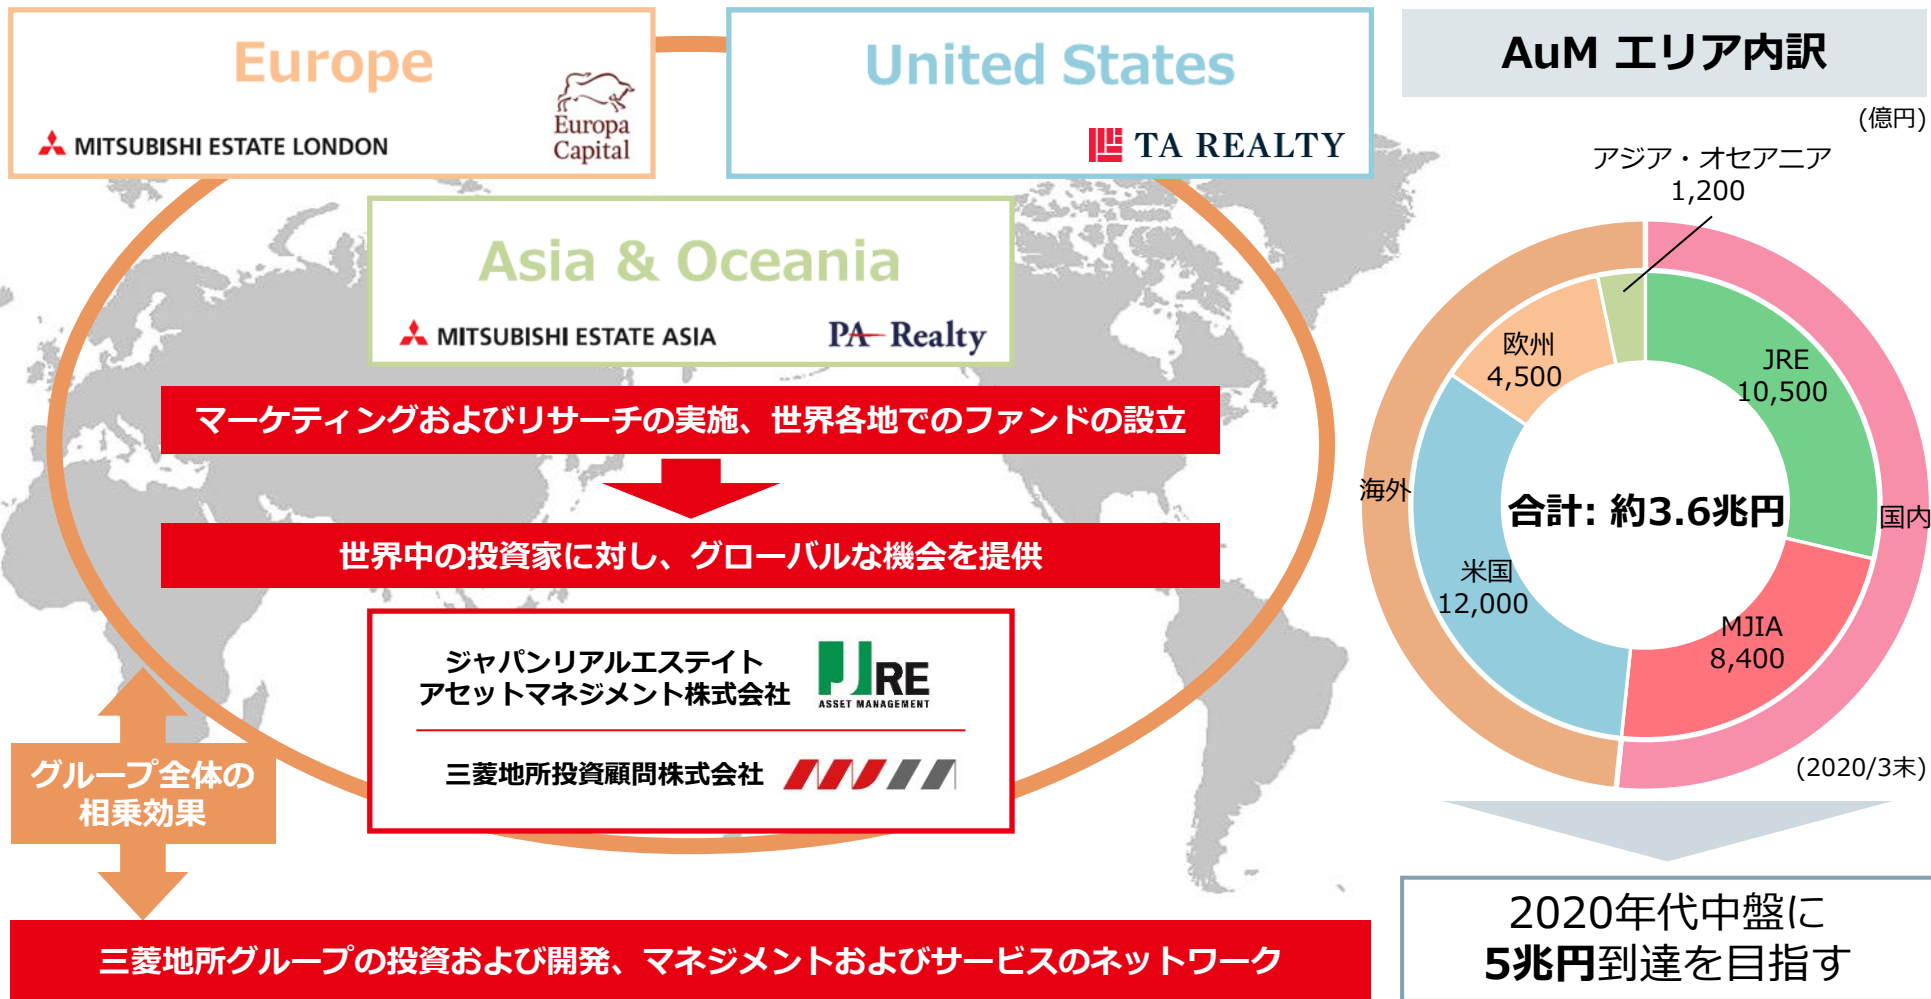 Europe
MITSUBISHI ESTATE LONDON
Europa
Capital
United States
TA REALTY
Asia & Oceania
MITSUBISHI ESTATE ASIA
PA Realty
マーケティングおよびリサーチの実施、世界各地でのファンドの設立
世界中の投資家に対し、グローバルな機会を提供
ジャパンリアルエステイト
アセットマネジメント株式会社
JRE
ASSET MANAGEMENT
三菱地所投資顧問株式会社
グループ全体の
相乗効果
三菱地所グループの投資および開発、マネジメントおよびサービスのネットワーク
AuM エリア内訳
(億円)
アジア・オセアニア
1,200
欧州
4,500
JRE
10,500
海外
合計: 約3.6兆円
国内
米国
12,000
MJIA
8,400
(2020/3末)
2020年代中盤に
5兆円到達を目指す